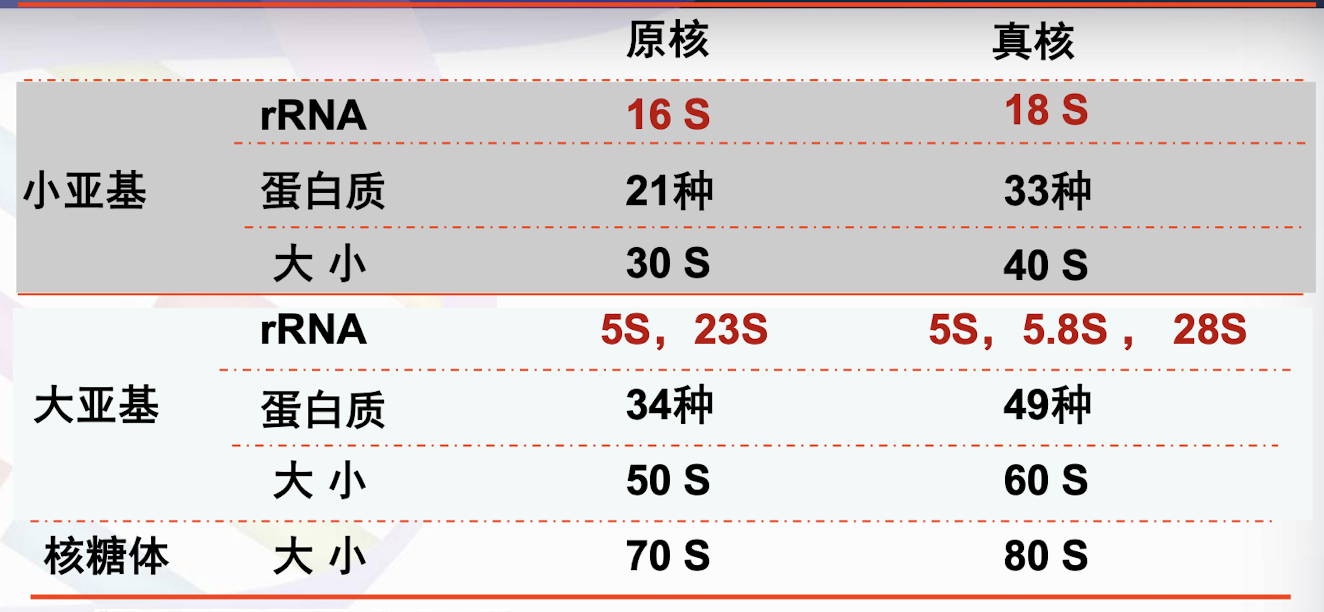 原核 真核
rRNA 16 S 18 S
小亚基 蛋白质 21种 33种
大 小 30 S 40 S
rRNA 5S，23S 5S，5.8S ， 28S
大亚基 蛋白质 34种 49种
大 小 50 S 60 S
核糖体 大 小 70 S 80 S